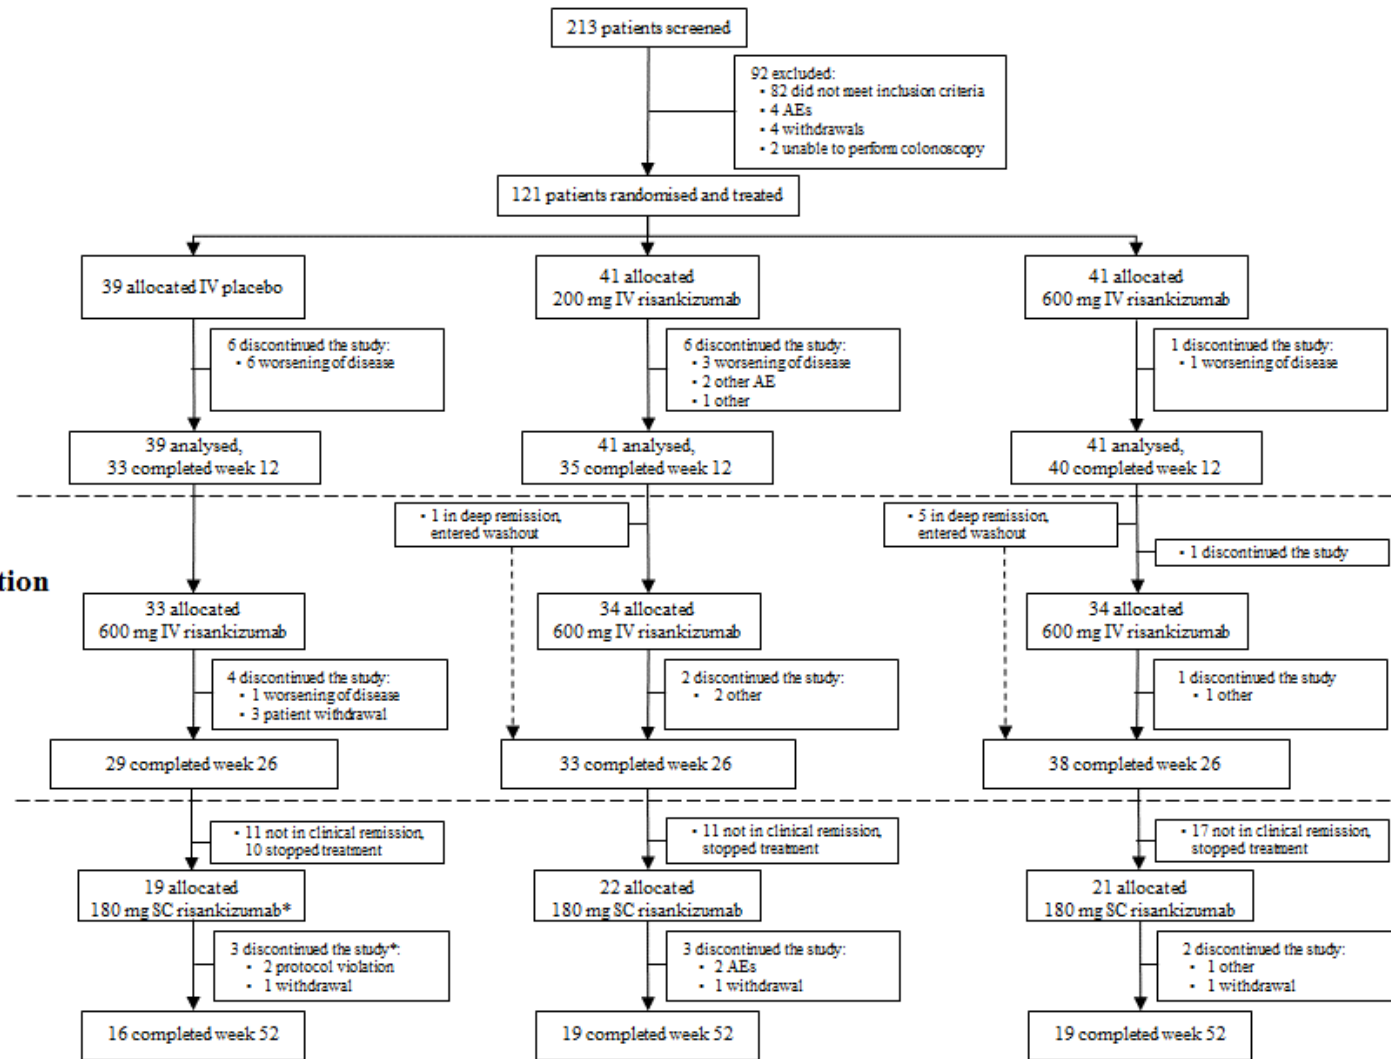 213 patients screened
92 excluded:
• 82 did not meet inclusion criteria
• 4 AEs
• 4 withdrawals
• 2 unable to perform colonoscopy
121 patients randomised and treated
39 allocated IV placebo
41 allocated
200 mg IV risankizumab
41 allocated
600 mg IV risankizumab
6 discontinued the study:
• 6 worsening of disease
6 discontinued the study:
• 3 worsening of disease
• 2 other AE
• 1 other
1 discontinued the study:
• 1 worsening of disease
39 analysed,
33 completed week 12
41 analysed,
35 completed week 12
41 analysed,
40 completed week 12
• 1 in deep remission,
entered washout
• 5 in deep remission,
entered washout
• 1 discontinued the study
tion
33 allocated
600 mg IV risankizumab
34 allocated
600 mg IV risankizumab
34 allocated
600 mg IV risankizumab
4 discontinued the study:
• 1 worsening of disease
• 3 patient withdrawal
2 discontinued the study:
• 2 other
1 discontinued the study
• 1 other
29 completed week 26
33 completed week 26
38 completed week 26
• 11 not in clinical remission,
10 stopped treatment
• 11 not in clinical remission,
stopped treatment
• 17 not in clinical remission,
stopped treatment
19 allocated
180 mg SC risankizumab*
22 allocated
180 mg SC risankizumab
21 allocated
180 mg SC risankizumab
3 discontinued the study*:
• 2 protocol violation
• 1 withdrawal
3 discontinued the study:
• 2 AEs
• 1 withdrawal
2 discontinued the study:
• 1 other
• 1 withdrawal
16 completed week 52
19 completed week 52
19 completed week 52